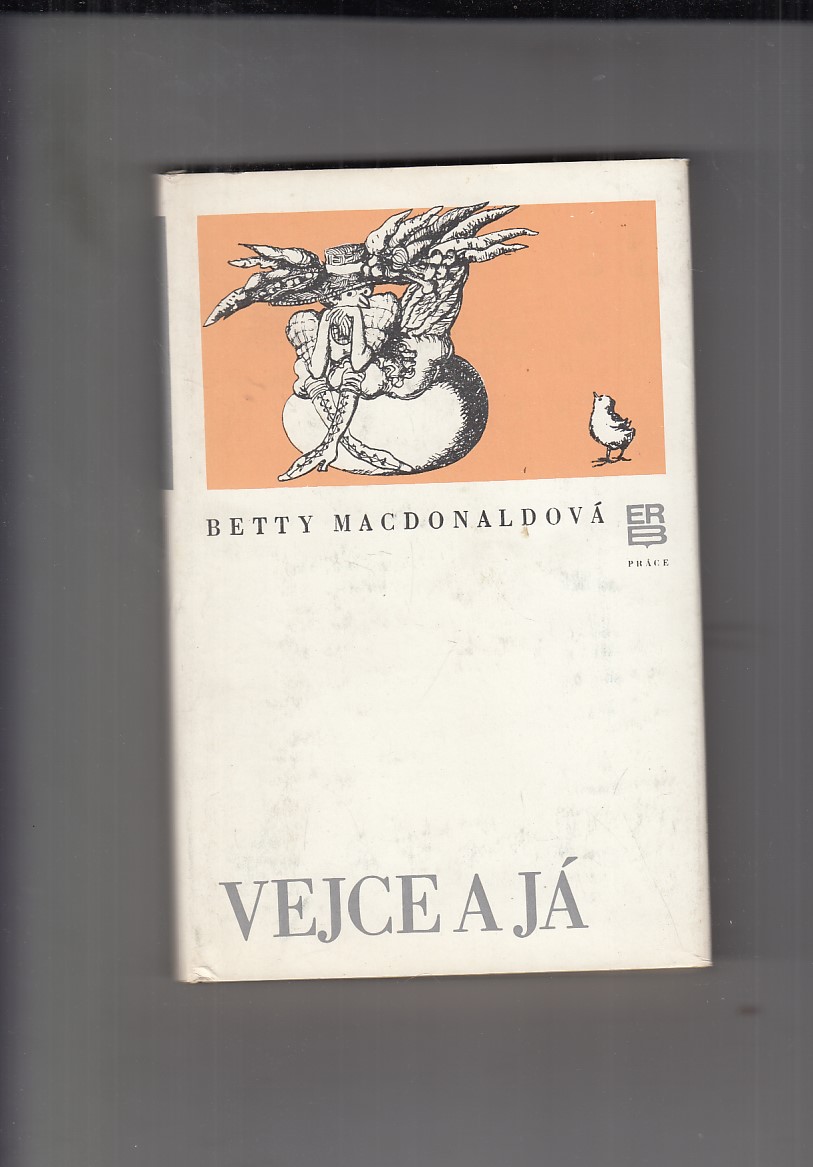 BETTY MACDONALDOVÁ
ERB
PRÁCE
VEJCE A JÁ